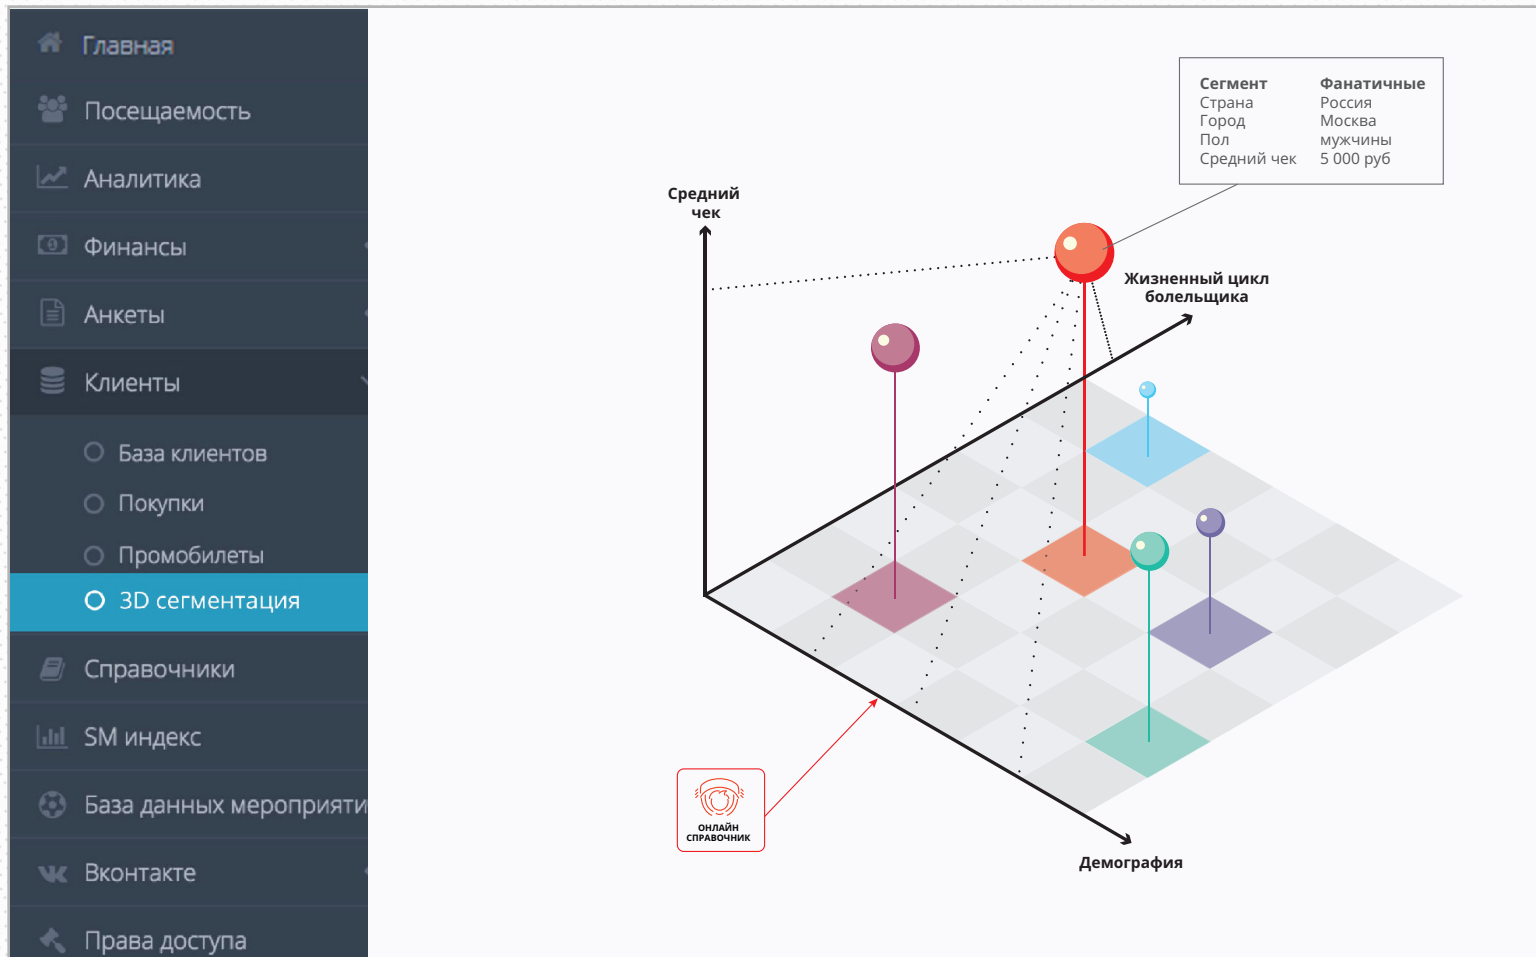 Главная
Посещаемость
Аналитика
Финансы
Анкеты
Клиенты
База клиентов
Покупки
Промобилеты
3D сегментация
Справочники
SM индекс
База данных мероприяти
Вконтакте
Права доступа
Сегмент Фанатичные
Страна Россия
Город Москва
Пол мужчины
Средний чек 5 000 руб
Средний
чек
Жизненный цикл
болельщика
ОНЛАЙН
СПРАВОЧНИК
Демография